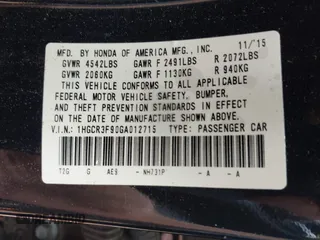 MFD. BY HONDA OF AMERICA MFG., INC. 11/15
GVWR 4542LBS GAWR F 2491LBS R 2072LBS
GVWR 2060KG GAWR F 1130KG R 940KG
THIS VEHICLE CONFORMS TO ALL APPLICABLE
FEDERAL MOTOR VEHICLE SAFETY, BUMPER,
AND THEFT PREVENTION STANDARDS IN EFFECT ON
THE DATE OF MANUFACTURE SHOWN ABOVE.
V.I.N.: 1HGCR3F90GA012715 TYPE: PASSENGER CAR
T2G G AE9 - NH731P - A - A